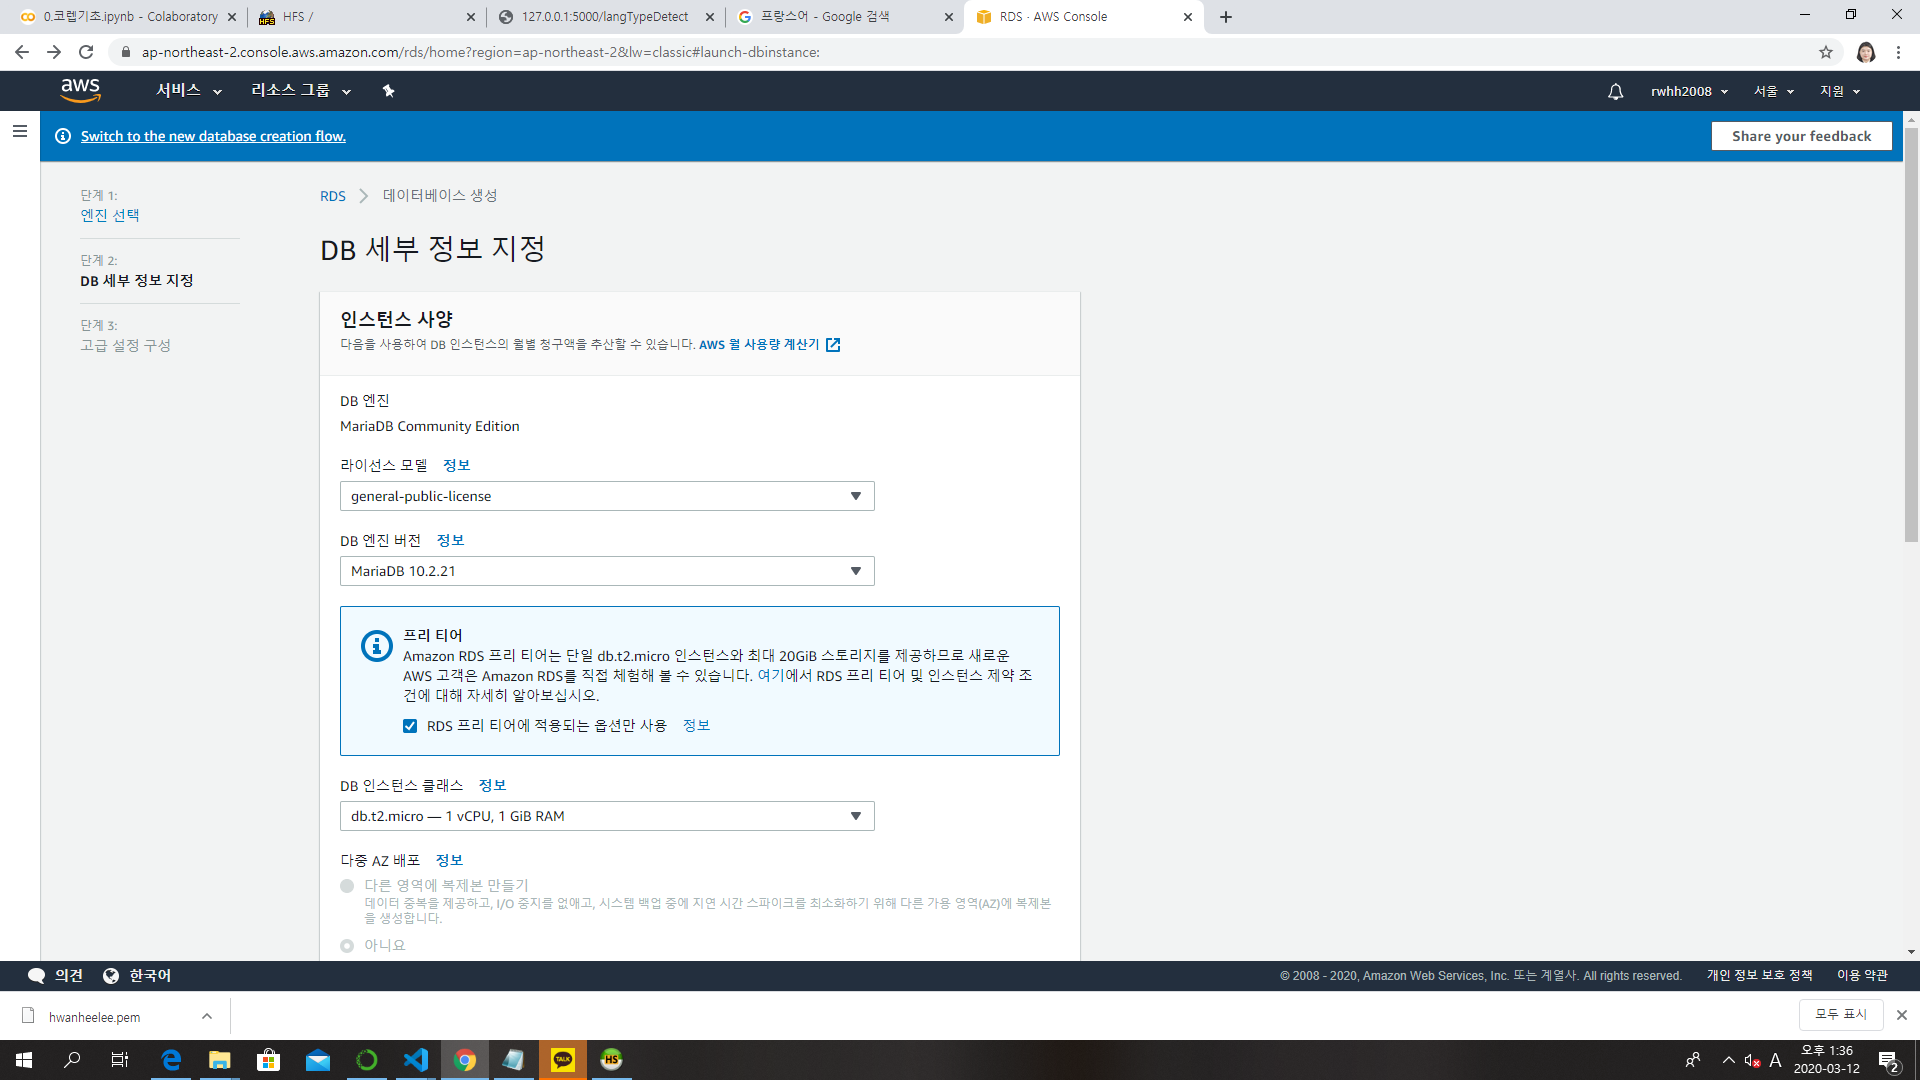 0.코렙기초.ipynb - Colaboratory
HFS /
127.0.0.1:5000/langTypeDetect
프랑스어 - Google 검색
RDS · AWS Console
ap-northeast-2.console.aws.amazon.com/rds/home?region=ap-northeast-2&lw=classic#launch-dbinstance:
aws
서비스
리소스 그룹
rwhh2008
서울
지원
Switch to the new database creation flow.
Share your feedback
단계 1:
엔진 선택
단계 2:
DB 세부 정보 지정
단계 3:
고급 설정 구성
RDS
데이터베이스 생성
DB 세부 정보 지정
인스턴스 사양
다음을 사용하여 DB 인스턴스의 월별 청구액을 추산할 수 있습니다. AWS 월 사용량 계산기
DB 엔진
MariaDB Community Edition
라이선스 모델 정보
general-public-license
DB 엔진 버전 정보
MariaDB 10.2.21
프리 티어
Amazon RDS 프리 티어는 단일 db.t2.micro 인스턴스와 최대 20GiB 스토리지를 제공하므로 새로운
AWS 고객은 Amazon RDS를 직접 체험해 볼 수 있습니다. 여기에서 RDS 프리 티어 및 인스턴스 제약 조
건에 대해 자세히 알아보십시오.
RDS 프리 티어에 적용되는 옵션만 사용 정보
DB 인스턴스 클래스 정보
db.t2.micro — 1 vCPU, 1 GiB RAM
다중 AZ 배포 정보
다른 영역에 복제본 만들기
데이터 중복을 제공하고, I/O 중지를 없애고, 시스템 백업 중에 지연 시간 스파이크를 최소화하기 위해 다른 가용 영역(AZ)에 복제본
을 생성합니다.
아니요
의견
한국어
© 2008 - 2020, Amazon Web Services, Inc. 또는 계열사. All rights reserved.
개인 정보 보호 정책
이용 약관
hwanheelee.pem
모두 표시
HFS
TALK
HS
A
오후 1:36
2020-03-12
2